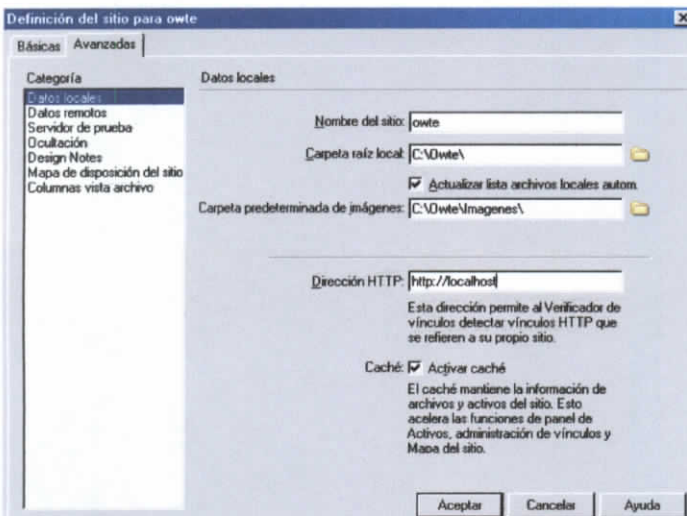 Definición del sitio para owte
Básicas Avanzadas
Categoría
Datos locales
Datos remotos
Servidor de prueba
Ocultación
Design Notes
Mapa de disposición del sitio
Columnas vista archivo
Datos locales
Nombre del sitio: owte
Carpeta raíz local: C:\Owte\
Actualizar lista archivos locales autom.
Carpeta predeterminada de imágenes: C:\Owte\Imagenes\
Dirección HTTP: http://localhost
Esta dirección permite al Verificador de
vínculos detectar vínculos HTTP que
se refieren a su propio sitio.
Caché: Activar caché
El caché mantiene la información de
archivos y activos del sitio. Esto
acelera las funciones de panel de
Activos, administración de vínculos y
Mapa del sitio.
Aceptar Cancelar Ayuda